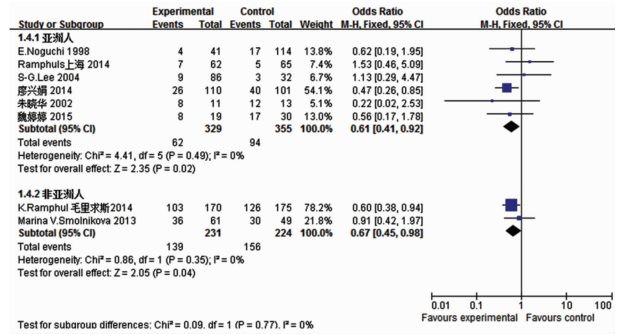 Experimental Control Odds Ratio Odds Ratio
Study or Subgroup Events Total Events Total Weight M-H, Fixed, 95% CI M-H, Fixed, 95% CI
1.4.1 亚洲人
E.Noguchi 1998 4 41 17 114 13.8% 0.62 [0.19, 1.95]
Ramphuls上海 2014 7 62 5 65 7.4% 1.53 [0.46, 5.09]
S-G.Lee 2004 9 86 3 32 6.2% 1.13 [0.29, 4.47]
廖兴娟 2014 26 110 40 101 54.2% 0.47 [0.26, 0.85]
朱晓华 2002 8 11 12 13 5.4% 0.22 [0.02, 2.53]
魏婷婷 2015 8 19 17 30 13.0% 0.56 [0.17, 1.78]
Subtotal (95% CI) 329 355 100.0% 0.61 [0.41, 0.92]
Total events 62 94
Heterogeneity: Chi² = 4.41, df = 5 (P = 0.49); I² = 0%
Test for overall effect: Z = 2.35 (P = 0.02)
1.4.2 非亚洲人
K.Ramphul 毛里求斯2014 103 170 126 175 78.2% 0.60 [0.38, 0.94]
Marina V.Smolnikova 2013 36 61 30 49 21.8% 0.91 [0.42, 1.97]
Subtotal (95% CI) 231 224 100.0% 0.67 [0.45, 0.98]
Total events 139 156
Heterogeneity: Chi² = 0.86, df = 1 (P = 0.35); I² = 0%
Test for overall effect: Z = 2.05 (P = 0.04)
0.01 0.1 1 10 100
Favours experimental Favours control
Test for subgroup differences: Chi² = 0.09, df = 1 (P = 0.77), I² = 0%